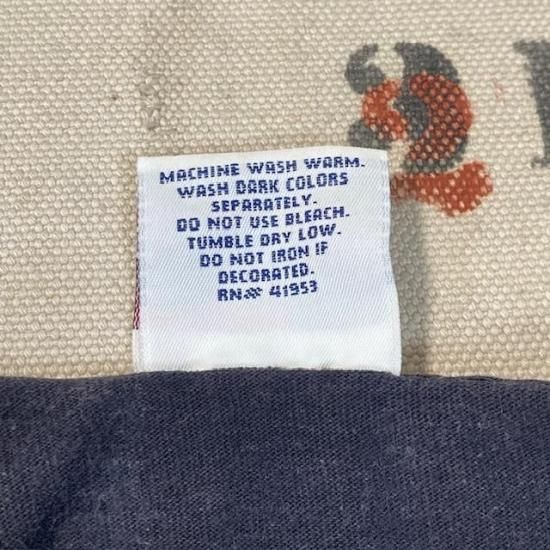 MACHINE WASH WARM.
WASH DARK COLORS
SEPARATELY.
DO NOT USE BLEACH.
TUMBLE DRY LOW.
DO NOT IRON IF
DECORATED.
RN# 41953